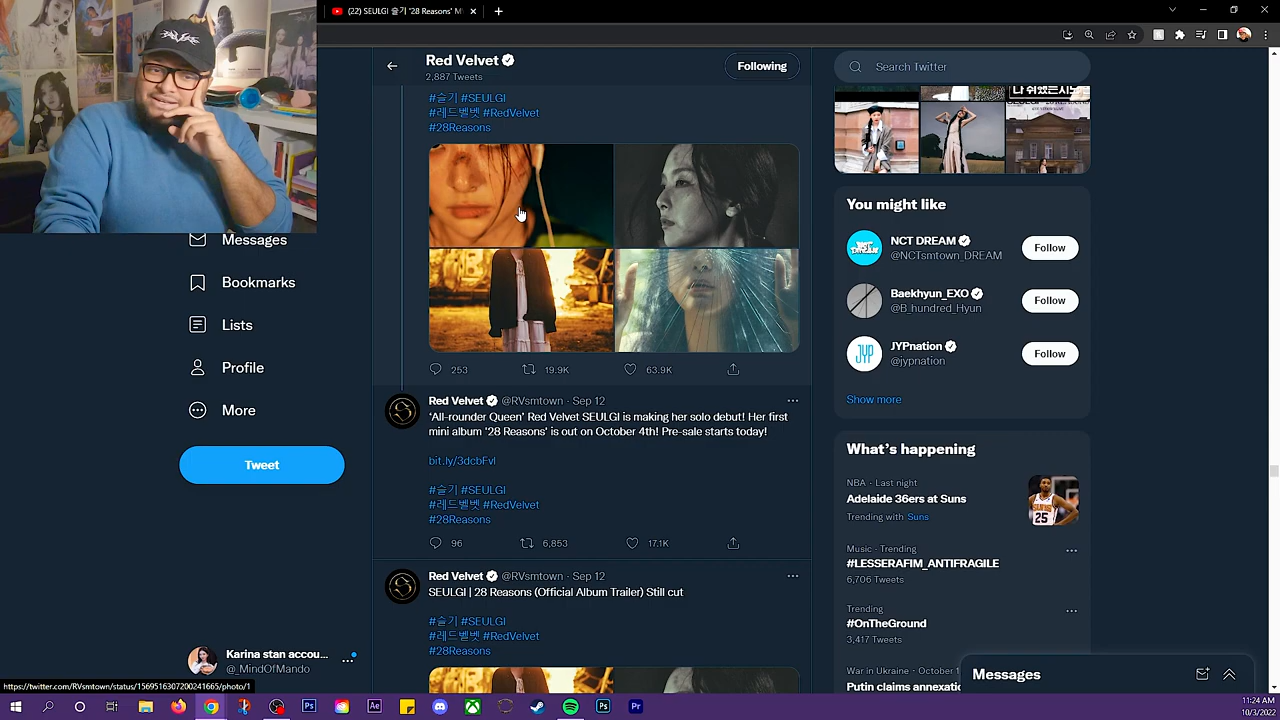 (22) SEULGI 슬기 '28 Reasons' M
Red Velvet
2,887 Tweets
Following
Search Twitter
#슬기 #SEULGI
#레드벨벳 #RedVelvet
#28Reasons
253
19.9K
63.9K
Messages
Bookmarks
Lists
Profile
More
Tweet
Red Velvet @RVsmtown · Sep 12
'All-rounder Queen' Red Velvet SEULGI is making her solo debut! Her first
mini album '28 Reasons' is out on October 4th! Pre-sale starts today!
bit.ly/3dcbFvl
#슬기 #SEULGI
#레드벨벳 #RedVelvet
#28Reasons
96
6,853
17.1K
Red Velvet @RVsmtown · Sep 12
SEULGI | 28 Reasons (Official Album Trailer) Still cut
#슬기 #SEULGI
#레드벨벳 #RedVelvet
#28Reasons
You might like
NCT DREAM
@NCTsmtown_DREAM
Follow
Baekhyun_EXO
@B_hundred_Hyun
Follow
JYPnation
@jypnation
Follow
Show more
What's happening
NBA · Last night
Adelaide 36ers at Suns
Trending with Suns
Music · Trending
#LESSERAFIM_ANTIFRAGILE
6,706 Tweets
Trending
#OnTheGround
3,417 Tweets
War in Ukraine · October 1
Putin claims annexatio
Messages
Karina stan accou...
@_MindOfMando
https://twitter.com/RVsmtown/status/1569516307200241665/photo/1
11:24 AM
10/3/2022